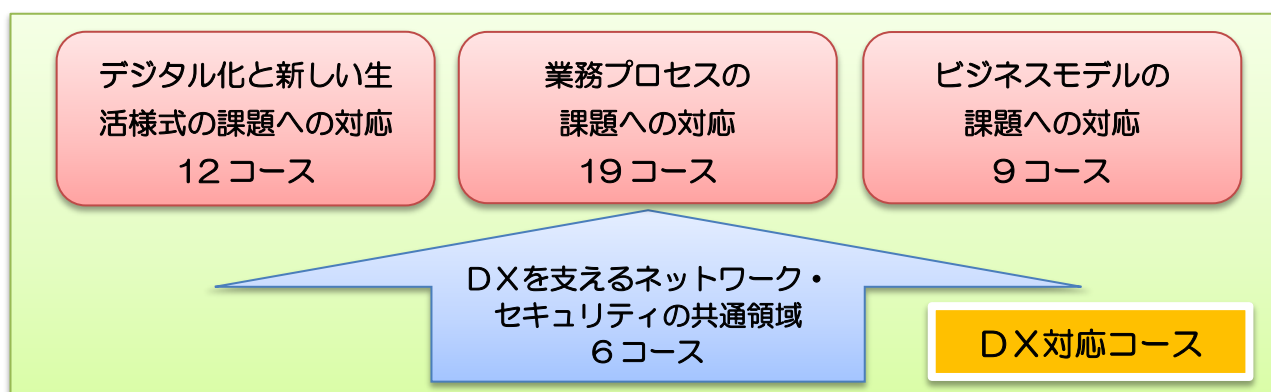 デジタル化と新しい生
活様式の課題への対応
12コース
業務プロセスの
課題への対応
19コース
ビジネスモデルの
課題への対応
9コース
DXを支えるネットワーク・
セキュリティの共通領域
6コース
DX対応コース